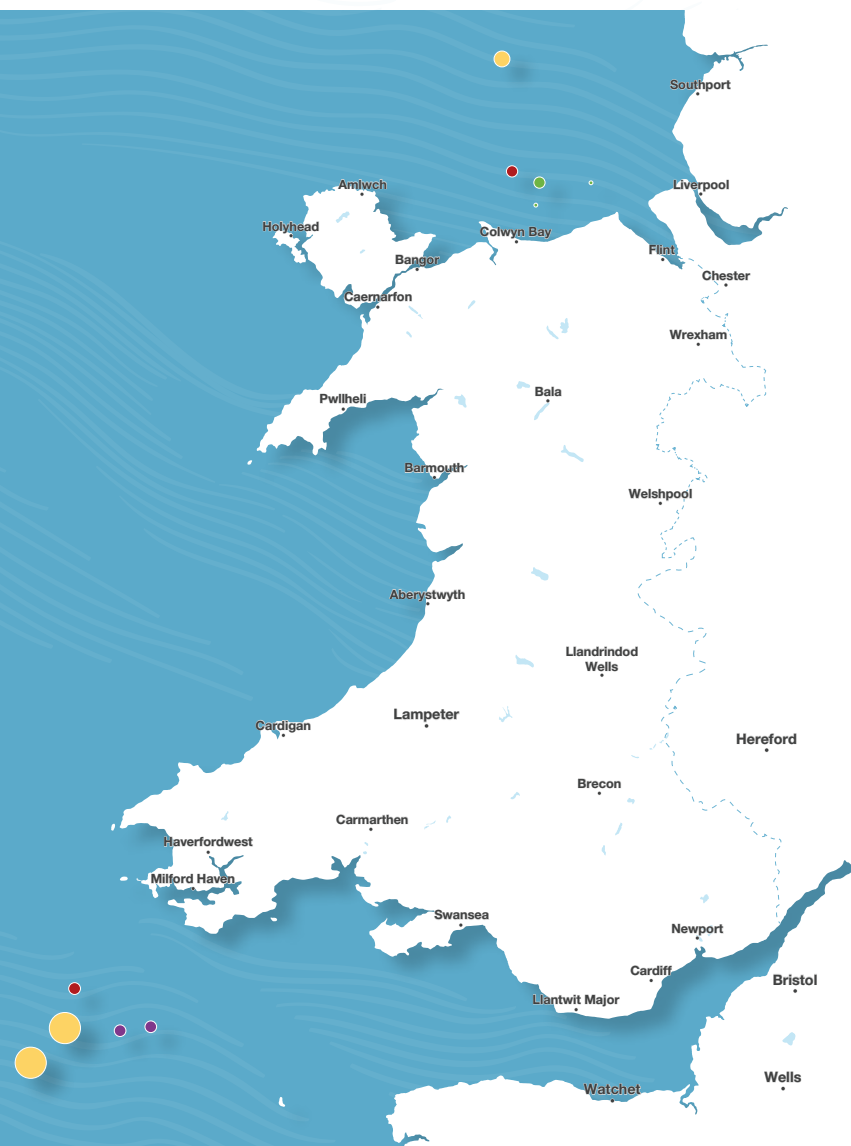 Southport
Amlwch
Liverpool
Holyhead
Colwyn Bay
Flint
Bangor
Chester
Caernarfon
Wrexham
Bala
Pwllheli
Barmouth
Welshpool
Aberystwyth
Llandrindod
Wells
Lampeter
Cardigan
Hereford
Brecon
Carmarthen
Haverfordwest
Milford Haven
Swansea
Newport
Cardiff
Bristol
Llantwit Major
Wells
Watchet